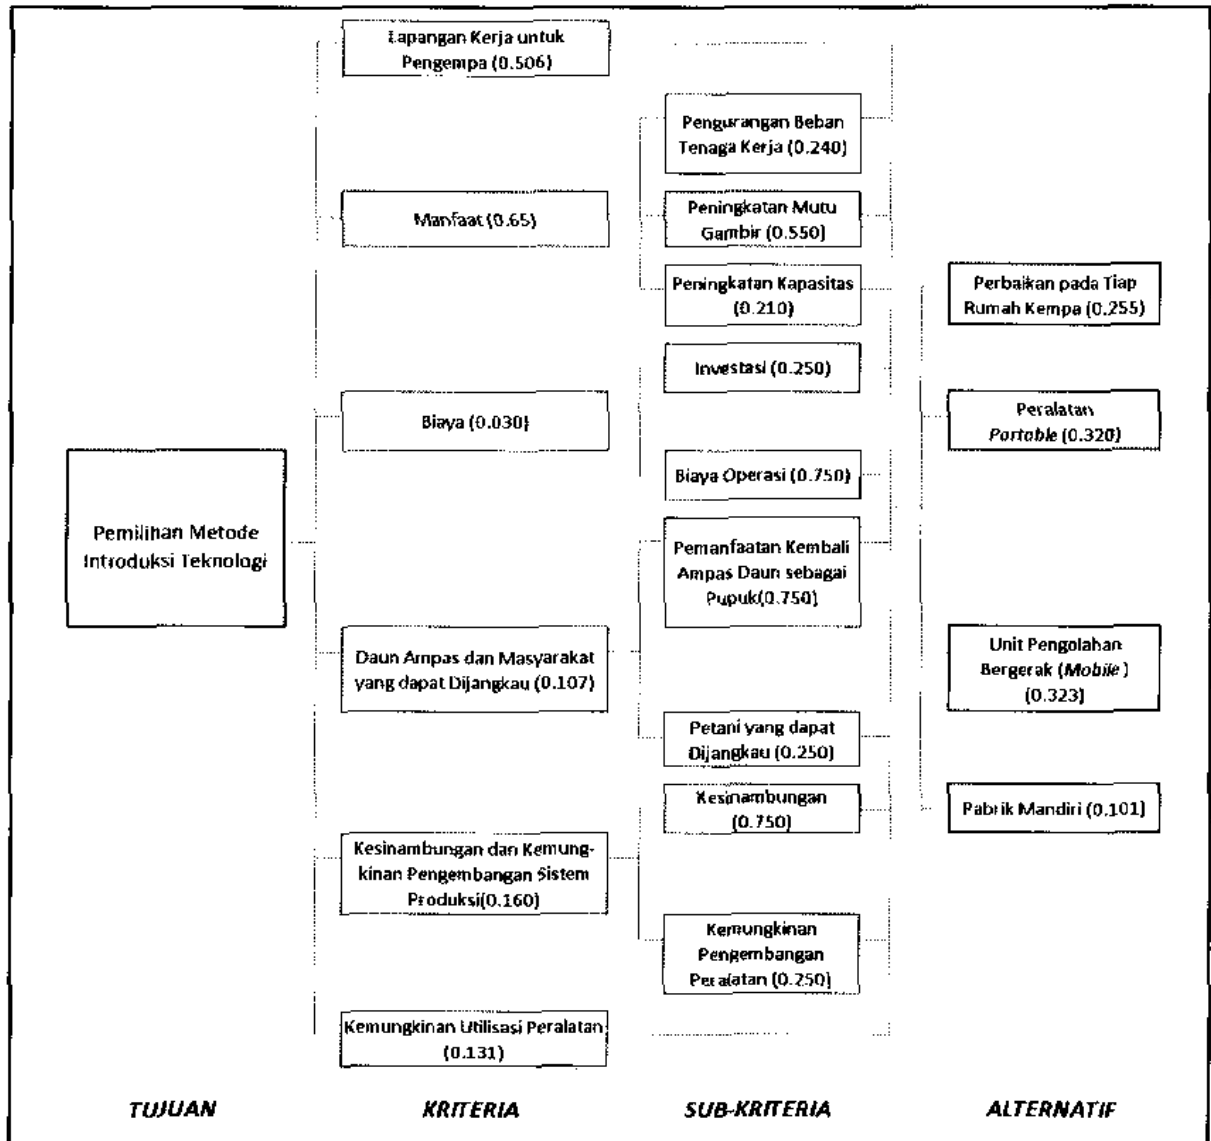 Lapangan Kerja untuk
Pengempa (0.506)
Pengurangan Beban
Tenaga Kerja (0.240)
Manfaat (0.65)
Peningkatan Mutu
Gambir (0.550)
Peningkatan Kapasitas
(0.210)
Perbaikan pada Tiap
Rumah Kempa (0.255)
Investasi (0.250)
Biaya (0.030)
Peralatan
Portable (0.320)
Biaya Operasi (0.750)
Pemilihan Metode
Introduksi Teknologi
Pemanfaatan Kembali
Ampas Daun sebagai
Pupuk(0.750)
Daun Ampas dan Masyarakat
yang dapat Dijangkau (0.107)
Unit Pengolahan
Bergerak (Mobile)
(0.323)
Petani yang dapat
Dijangkau (0.250)
Kesinambungan
(0.750)
Pabrik Mandiri (0.101)
Kesinambungan dan Kemung-
kinan Pengembangan Sistem
Produksi(0.160)
Kemungkinan
Pengembangan
Peralatan (0.250)
Kemungkinan Utilisasi Peralatan
(0.131)
TUJUAN
KRITERIA
SUB-KRITERIA
ALTERNATIF